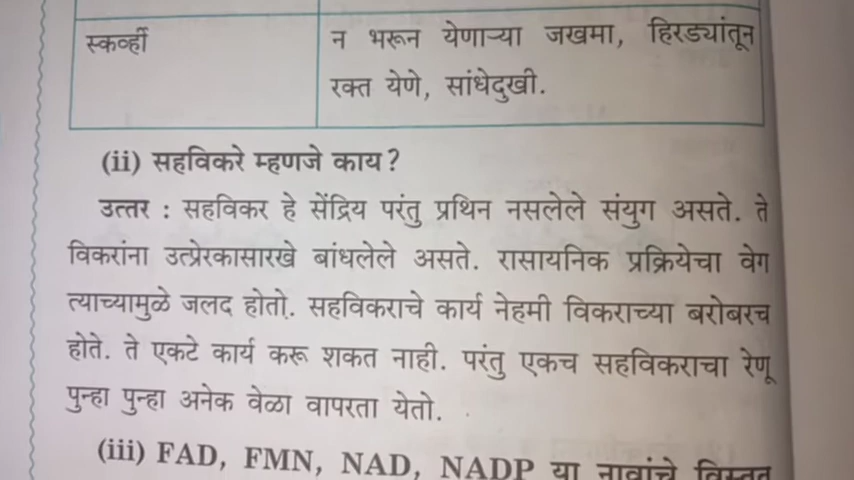 स्कर्व्ही न भरून येणाऱ्या जखमा, हिरड्यांतून
रक्त येणे, सांधेदुखी.
(ii) सहविकरे म्हणजे काय?
उत्तर : सहविकर हे सेंद्रिय परंतु प्रथिन नसलेले संयुग असते. ते
विकरांना उत्प्रेरकासारखे बांधलेले असते. रासायनिक प्रक्रियेचा वेग
त्याच्यामुळे जलद होतो. सहविकराचे कार्य नेहमी विकराच्या बरोबरच
होते. ते एकटे कार्य करू शकत नाही. परंतु एकच सहविकराचा रेणू
पुन्हा पुन्हा अनेक वेळा वापरता येतो.
(iii) FAD, FMN, NAD, NADP या नावांचे विस्तृत